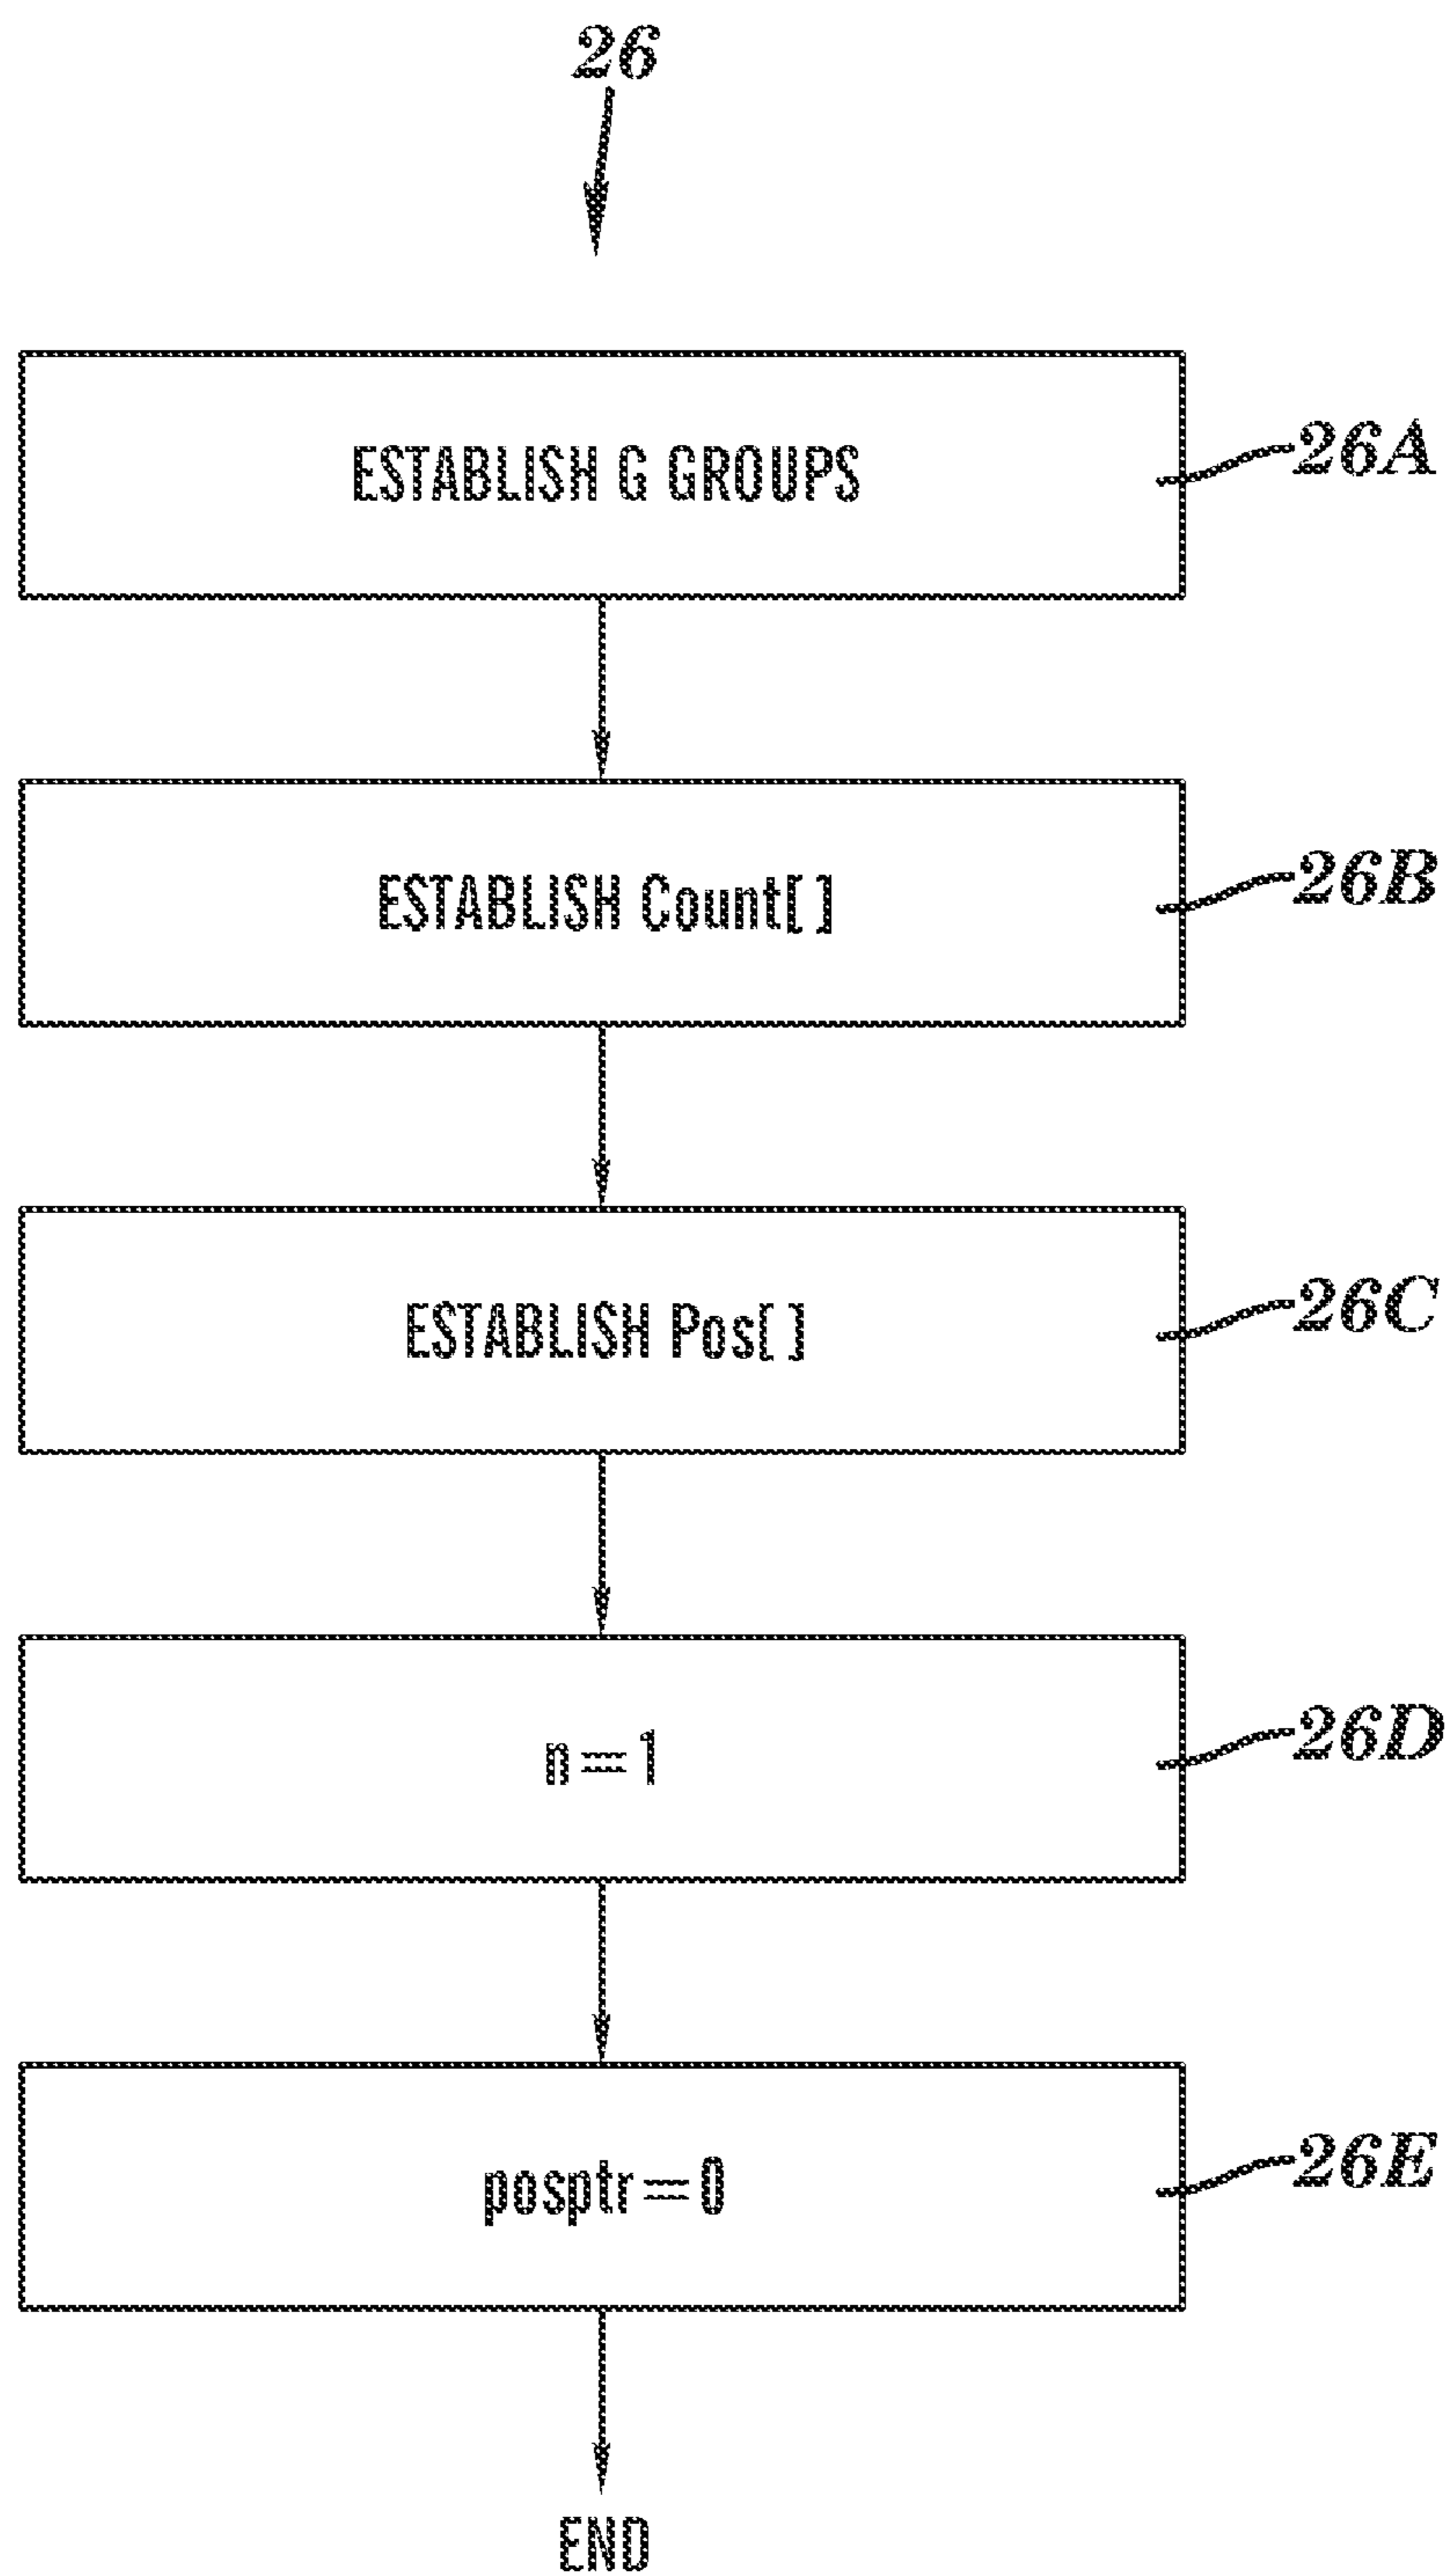 26
ESTABLISH G GROUPS
26A
ESTABLISH Count[ ]
26B
ESTABLISH Pos[ ]
26C
n=1
26D
posptr=0
26E
END